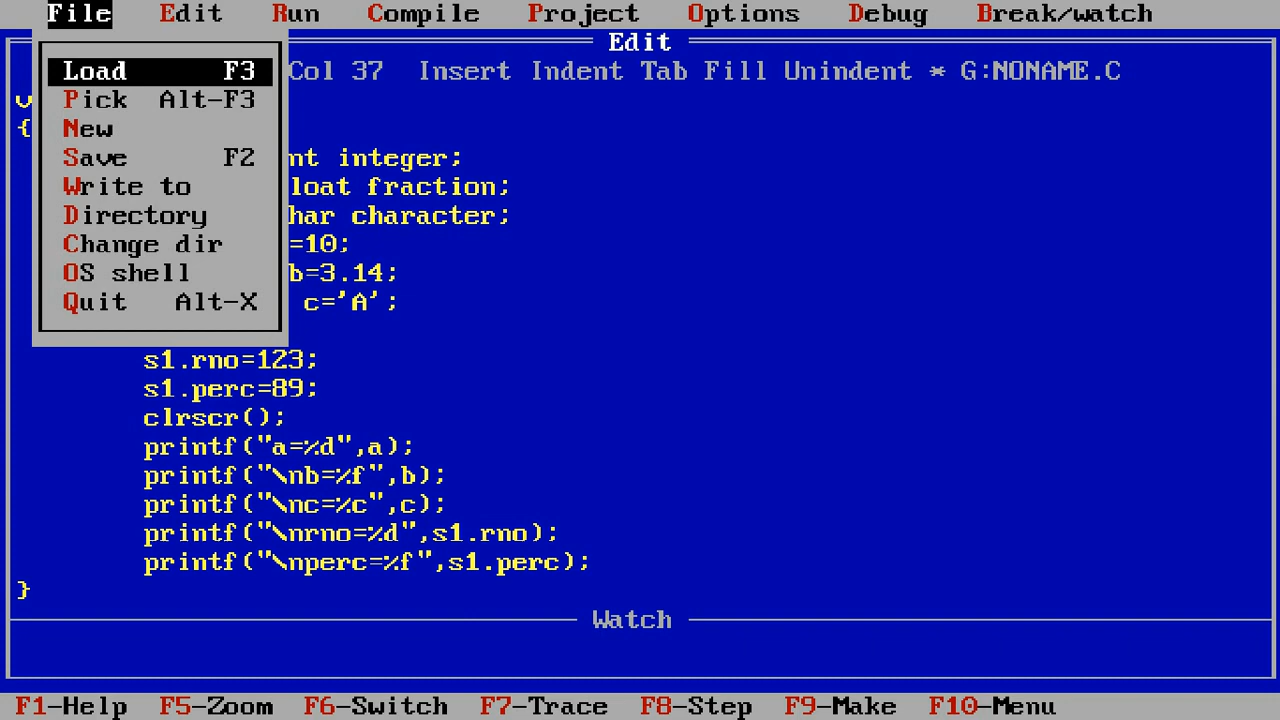 File Edit Run Compile Project Options Debug Break/watch
Edit
Load F3 Col 37 Insert Indent Tab Fill Unindent * G:NONAME.C
Pick Alt-F3
{ New
Save F2 nt integer;
Write to loat fraction;
Directory har character;
Change dir =10;
OS shell b=3.14;
Quit Alt-X c='A';
s1.rno=123;
s1.perc=89;
clrscr();
printf("a=%d",a);
printf("\nb=%f",b);
printf("\nc=%c",c);
printf("\nrno=%d",s1.rno);
printf("\nperc=%f",s1.perc);
}
Watch
F1-Help F5-Zoom F6-Switch F7-Trace F8-Step F9-Make F10-Menu